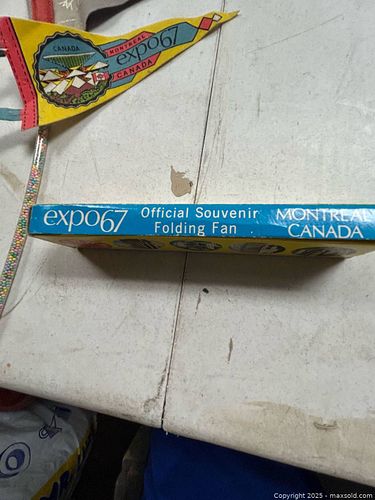 CANADA
MONTREAL
expo67
CANADA
expo67
Official Souvenir
Folding Fan
MONTREAL
CANADA
Copyright © 2025 - maxsold.com